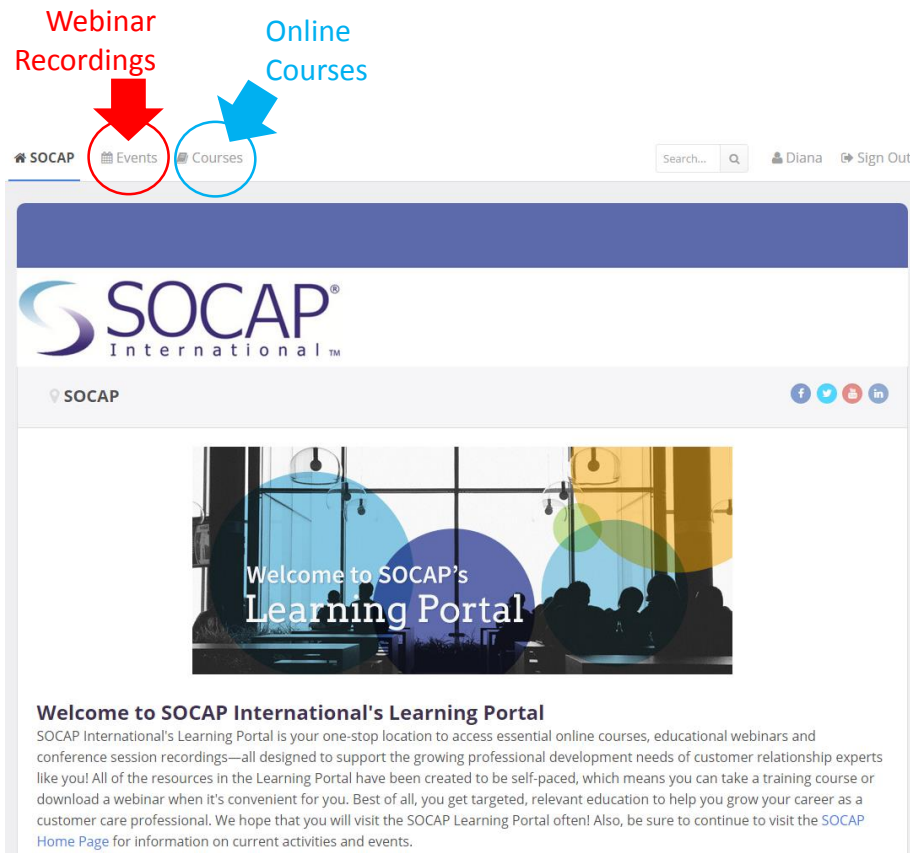 Webinar
Recordings
Online
Courses
SOCAP
Events
Courses
Search...
Diana
Sign Out
SOCAP®
International™
SOCAP
Welcome to SOCAP's
Learning Portal
Welcome to SOCAP International's Learning Portal
SOCAP International's Learning Portal is your one-stop location to access essential online courses, educational webinars and
conference session recordings—all designed to support the growing professional development needs of customer relationship experts
like you! All of the resources in the Learning Portal have been created to be self-paced, which means you can take a training course or
download a webinar when it's convenient for you. Best of all, you get targeted, relevant education to help you grow your career as a
customer care professional. We hope that you will visit the SOCAP Learning Portal often! Also, be sure to continue to visit the SOCAP
Home Page for information on current activities and events.